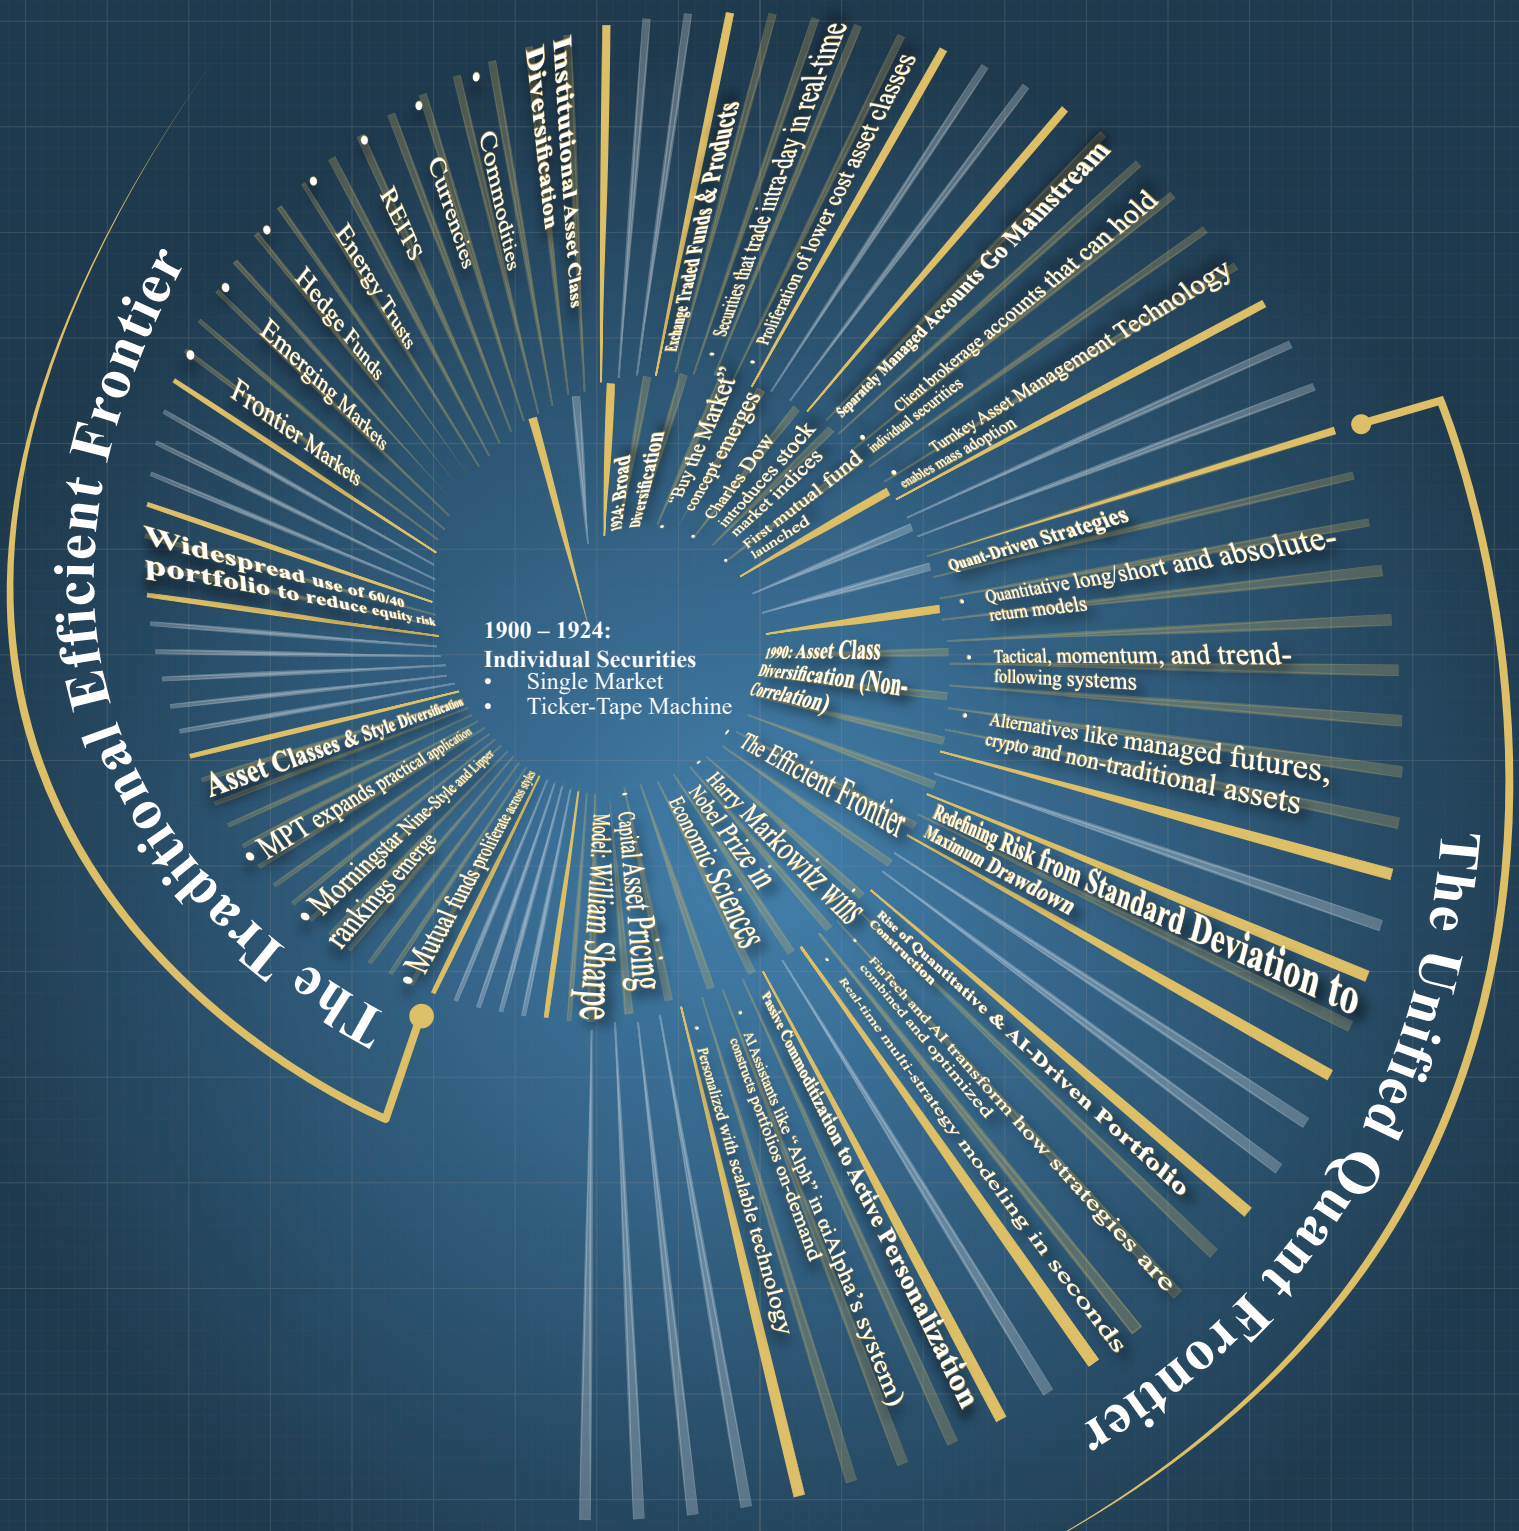 1900 – 1924:
Individual Securities
• Single Market
• Ticker-Tape Machine
1924: Broad
Diversification
• “Buy the Market”
concept emerges
• Charles Dow
introduces stock
market indices
• First mutual fund
launched
1990: Asset Class
Diversification (Non-
Correlation)
• The Efficient Frontier
• Harry Markowitz wins
Nobel Prize in
Economic Sciences
• Capital Asset Pricing
Model: William Sharpe
• Mutual funds proliferate across styles
• Morningstar Nine-Style and Lipper
rankings emerge
• MPT expands practical application
Asset Classes & Style Diversification
Widespread use of 60/40
portfolio to reduce equity risk
• Frontier Markets
• Emerging Markets
• Hedge Funds
• Energy Trusts
• REITS
• Currencies
• Commodities
Institutional Asset Class
Diversification
Exchange Traded Funds & Products
• Securities that trade intra-day in real-time
• Proliferation of lower cost asset classes
Separately Managed Accounts Go Mainstream
• Client brokerage accounts that can hold
individual securities
• Turnkey Asset Management Technology
enables mass adoption
Quant-Driven Strategies
• Quantitative long/short and absolute-
return models
• Tactical, momentum, and trend-
following systems
• Alternatives like managed futures,
crypto and non-traditional assets
Redefining Risk from Standard Deviation to
Maximum Drawdown
Rise of Quantitative & AI-Driven Portfolio
Construction
• FinTech and AI transform how strategies are
combined and optimized
• Real-time multi-strategy modeling in seconds
Passive Commoditization to Active Personalization
• AI Assistants like “Alph” in αiAlpha’s system)
constructs portfolios on-demand
• Personalized with scalable technology
The Traditional Efficient Frontier
The Unified Quant Frontier